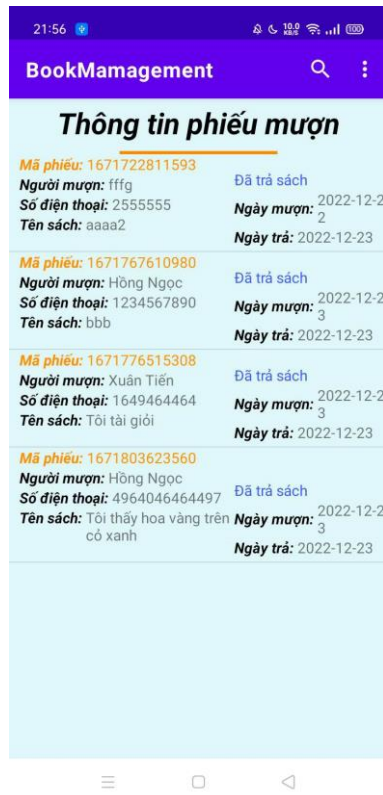 21:56 10.0 KB/S 100
BookMamagement
Thông tin phiếu mượn
Mã phiếu: 1671722811593
Người mượn: fffg
Số điện thoại: 2555555
Tên sách: aaaa2
Đã trả sách
Ngày mượn: 2022-12-2
2
Ngày trả: 2022-12-23
Mã phiếu: 1671767610980
Người mượn: Hồng Ngọc
Số điện thoại: 1234567890
Tên sách: bbb
Đã trả sách
Ngày mượn: 2022-12-2
3
Ngày trả: 2022-12-23
Mã phiếu: 1671776515308
Người mượn: Xuân Tiến
Số điện thoại: 1649464464
Tên sách: Tôi tài giỏi
Đã trả sách
Ngày mượn: 2022-12-2
3
Ngày trả: 2022-12-23
Mã phiếu: 1671803623560
Người mượn: Hồng Ngọc
Số điện thoại: 4964046464497
Tên sách: Tôi thấy hoa vàng trên
cỏ xanh
Đã trả sách
Ngày mượn: 2022-12-2
3
Ngày trả: 2022-12-23